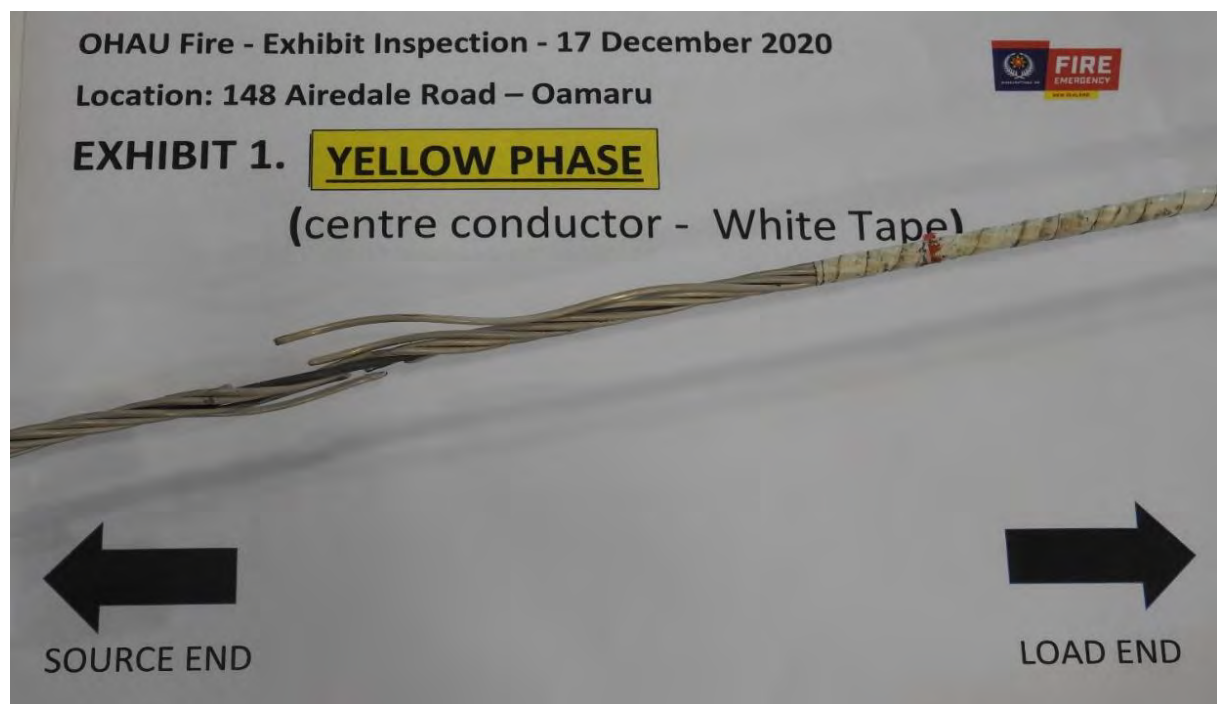 OHAU Fire - Exhibit Inspection - 17 December 2020
FIRE
EMERGENCY
Location: 148 Airedale Road – Oamaru
EXHIBIT 1. YELLOW PHASE
(centre conductor - White Tape)
SOURCE END
LOAD END